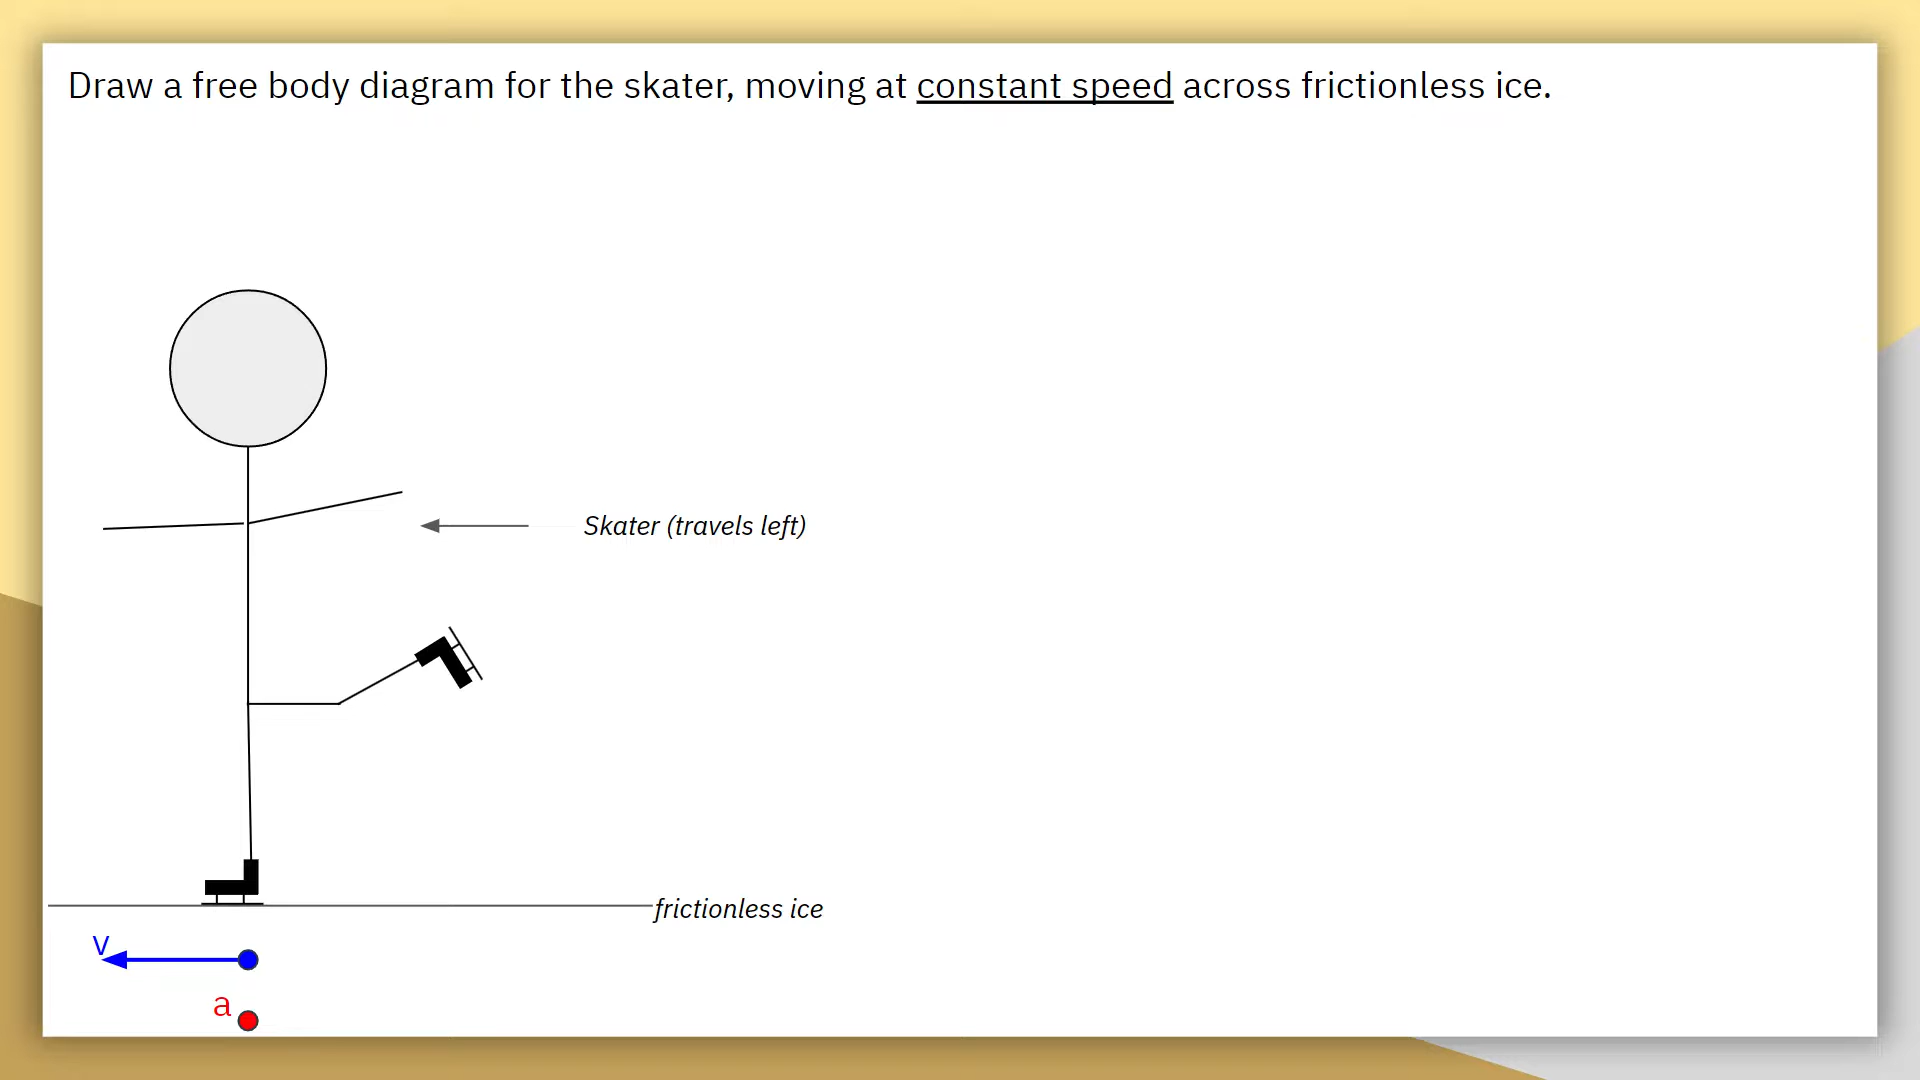 Draw a free body diagram for the skater, moving at constant speed across frictionless ice.
Skater (travels left)
frictionless ice
v
a